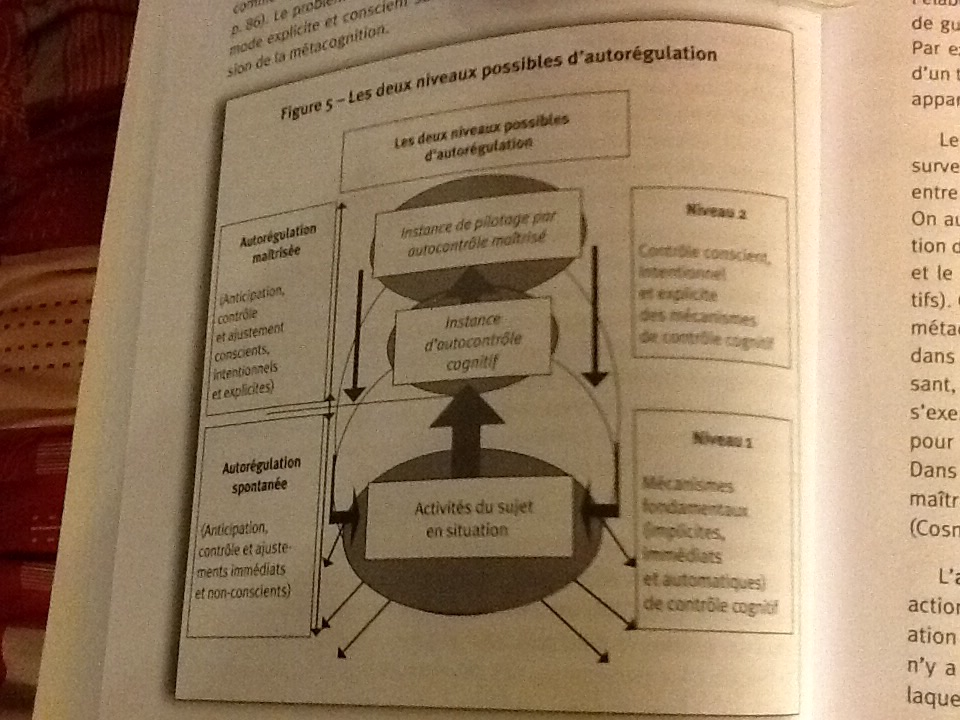 p. 86). Le
mode explicite et conscient
sion de la métacognition.
Figure 5 – Les deux niveaux possibles d'autorégulation
Les deux niveaux possibles
d'autorégulation
Autorégulation
maîtrisée
(Anticipation,
contrôle
et ajustement
conscients,
intentionnels
et explicites)
Instance de pilotage par
autocontrôle maîtrisé
Niveau 2
Contrôle conscient,
intentionnel
et explicite
des mécanismes
de contrôle cognitif
Instance
d'autocontrôle
cognitif
Autorégulation
spontanée
(Anticipation,
contrôle et ajuste-
ments immédiats
et non-conscients)
Activités du sujet
en situation
Niveau 1
Mécanismes
fondamentaux
(implicites,
immédiats
et automatiques)
de contrôle cognitif
de gu
Par ex
d'un t
appar
Le
surve
entre
On au
tion d
et le
tifs).
métac
dans
sant,
s'exe
pour
Dans
maîtr
(Cosn
L'a
action
ation
n'y a
laque